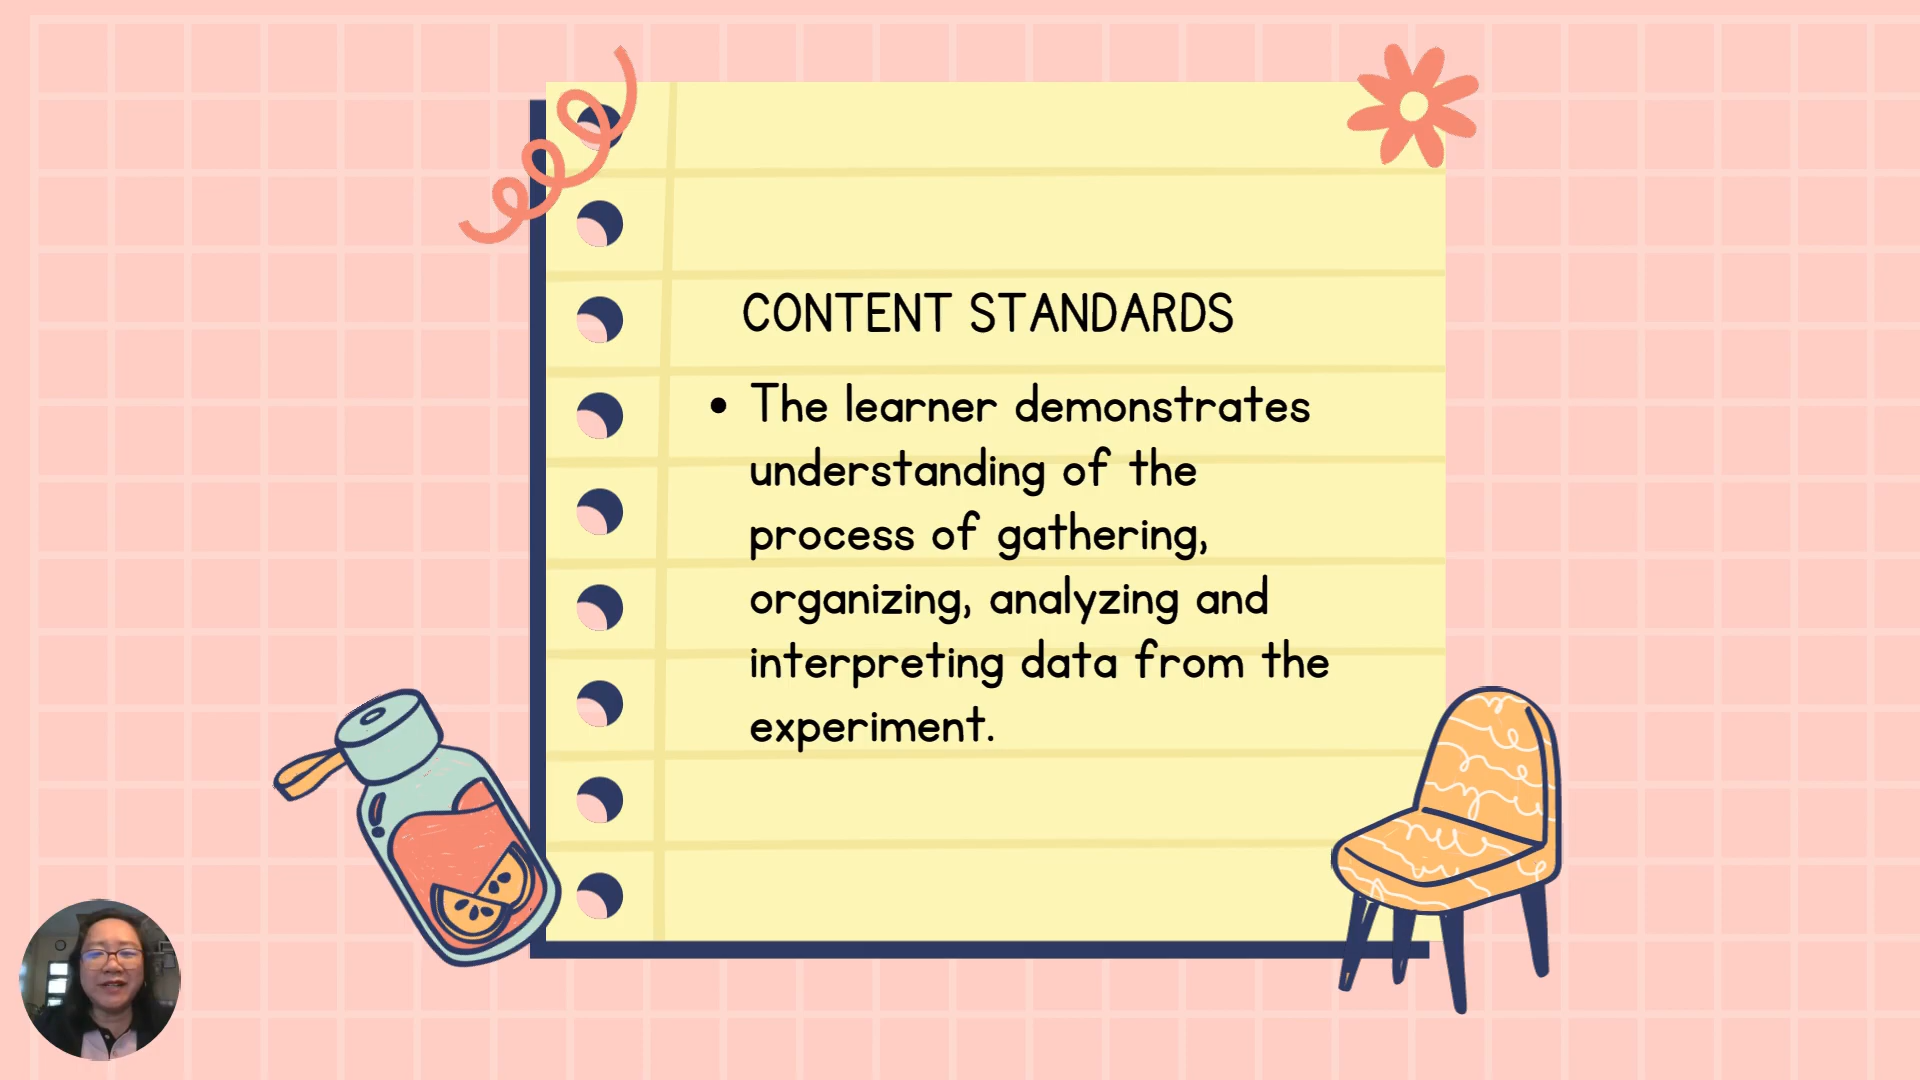 CONTENT STANDARDS
• The learner demonstrates
understanding of the
process of gathering,
organizing, analyzing and
interpreting data from the
experiment.